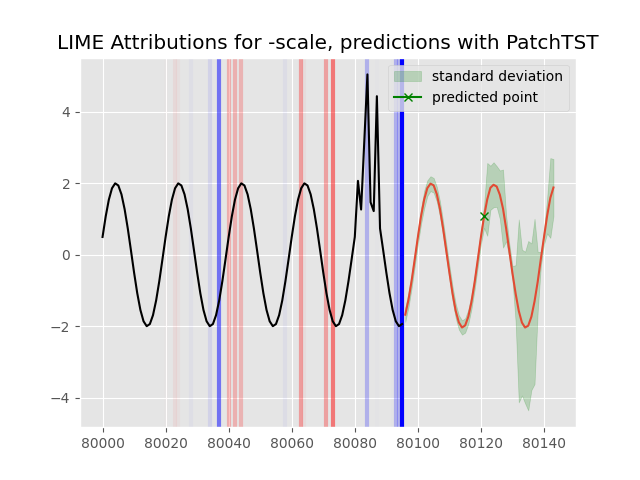 LIME Attributions for -scale, predictions with PatchTST
standard deviation
predicted point
4
2
0
−2
−4
80000 80020 80040 80060 80080 80100 80120 80140